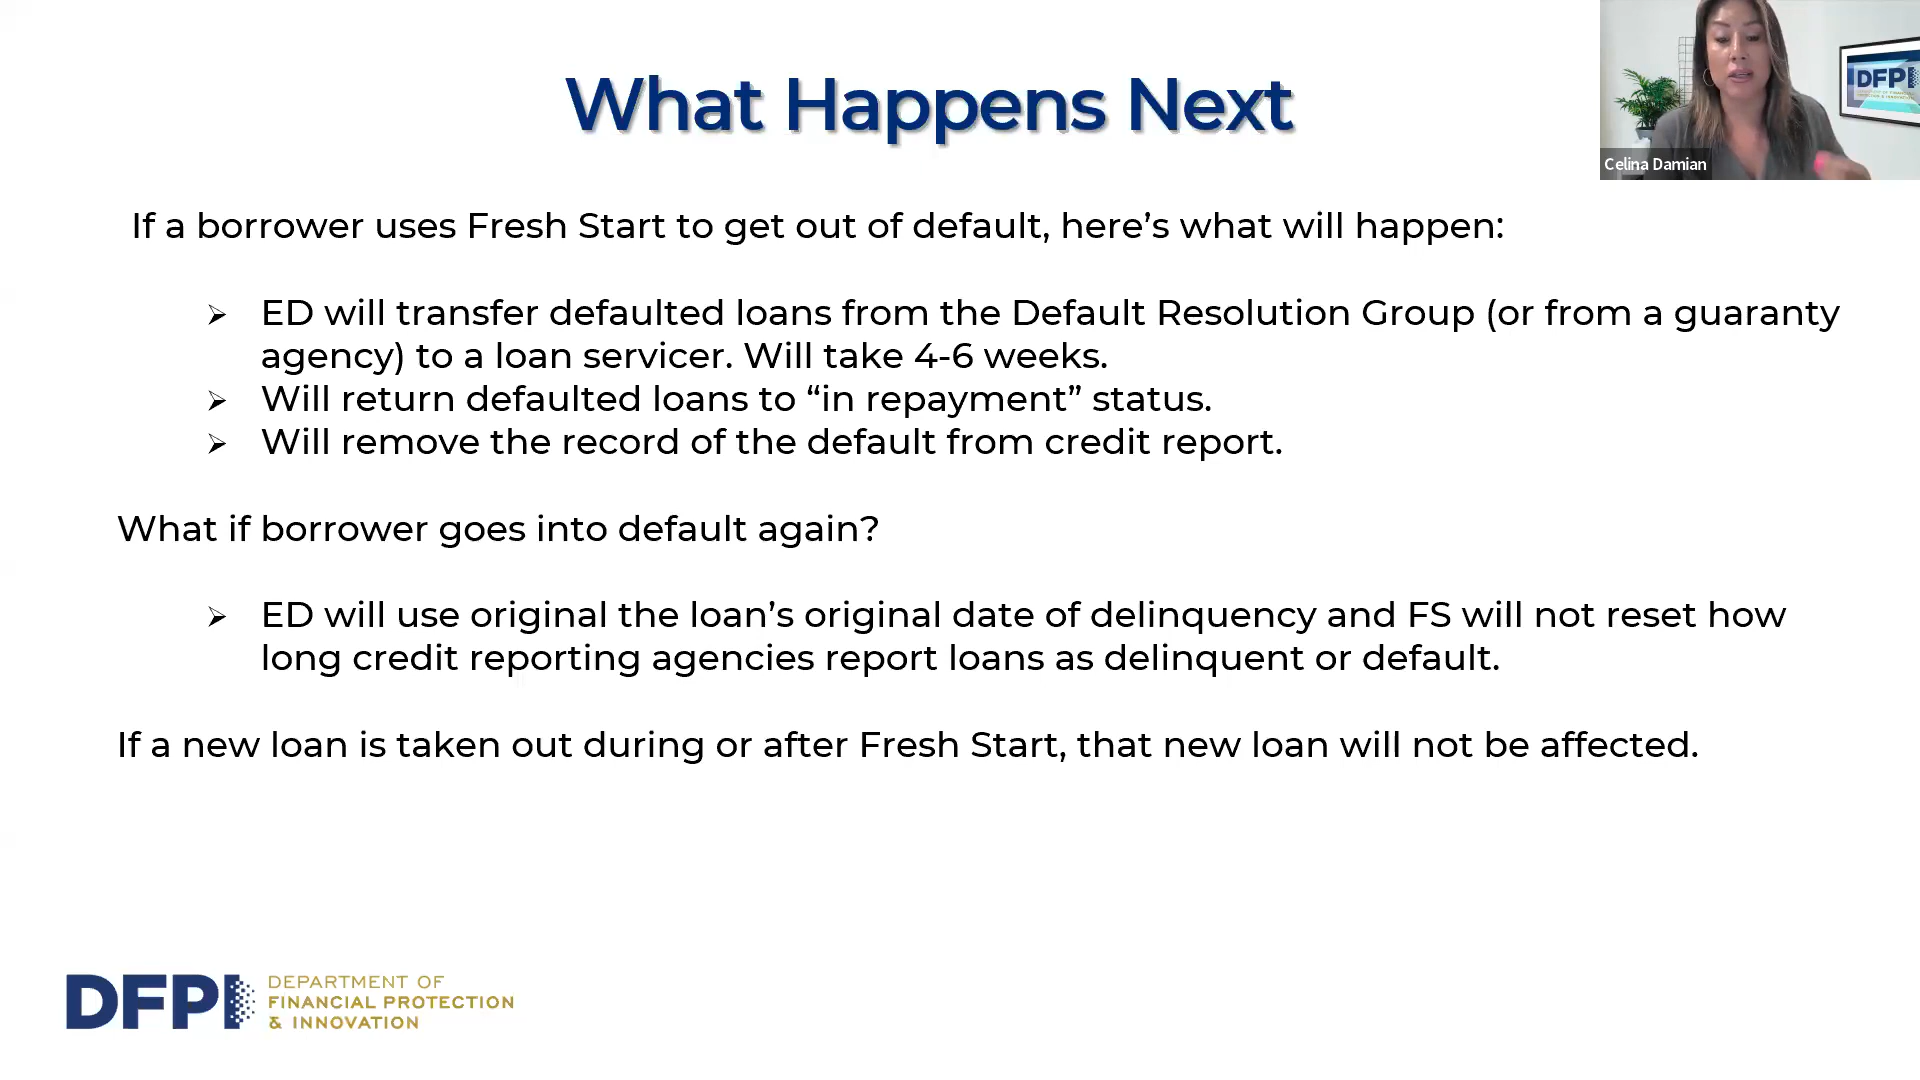 What Happens Next
DFPI
Celina Damian
If a borrower uses Fresh Start to get out of default, here’s what will happen:
➢ ED will transfer defaulted loans from the Default Resolution Group (or from a guaranty
agency) to a loan servicer. Will take 4-6 weeks.
➢ Will return defaulted loans to “in repayment” status.
➢ Will remove the record of the default from credit report.
What if borrower goes into default again?
➢ ED will use original the loan’s original date of delinquency and FS will not reset how
long credit reporting agencies report loans as delinquent or default.
If a new loan is taken out during or after Fresh Start, that new loan will not be affected.
DFPI
DEPARTMENT OF
FINANCIAL PROTECTION
& INNOVATION